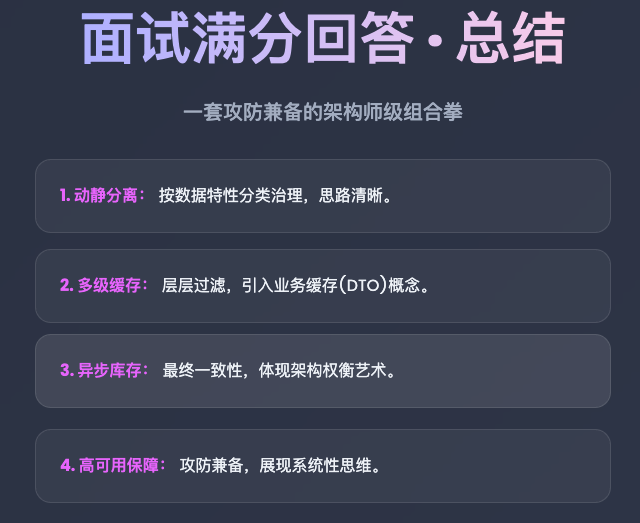 面试满分回答·总结
一套攻防兼备的架构师级组合拳
1. 动静分离： 按数据特性分类治理，思路清晰。
2. 多级缓存： 层层过滤，引入业务缓存(DTO)概念。
3. 异步库存： 最终一致性，体现架构权衡艺术。
4. 高可用保障： 攻防兼备，展现系统性思维。